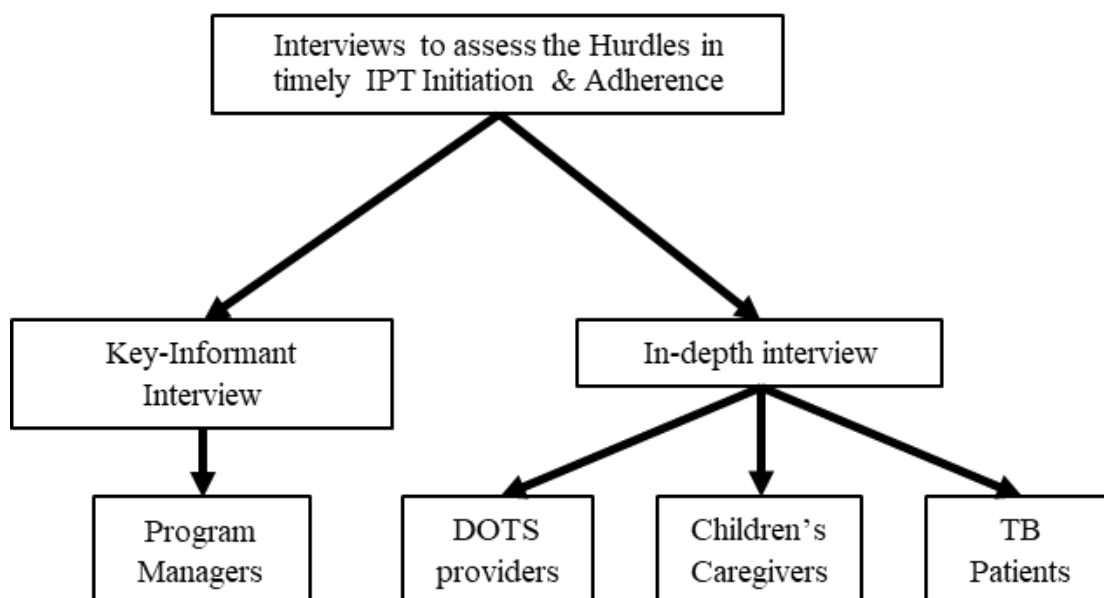 Interviews to assess the Hurdles in
timely IPT Initiation & Adherence
Key-Informant
Interview
In-depth interview
Program
Managers
DOTS
providers
Children’s
Caregivers
TB
Patients